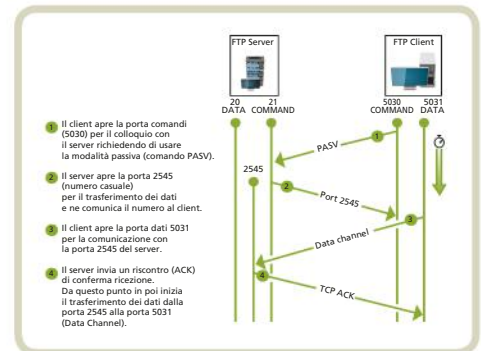 FTP Server
FTP Client
20 21 5030 5031
DATA COMMAND COMMAND DATA
1 Il client apre la porta comandi
(5030) per il colloquio con
il server richiedendo di usare
la modalità passiva (comando PASV).
2 Il server apre la porta 2545
(numero casuale)
per il trasferimento dei dati
e ne comunica il numero al client.
3 Il client apre la porta dati 5031
per la comunicazione con
la porta 2545 del server.
4 Il server invia un riscontro (ACK)
di conferma ricezione.
Da questo punto in poi inizia
il trasferimento dei dati dalla
porta 2545 alla porta 5031
(Data Channel).
PASV 1
2545
2 Port 2545
3
Data channel
4
TCP ACK